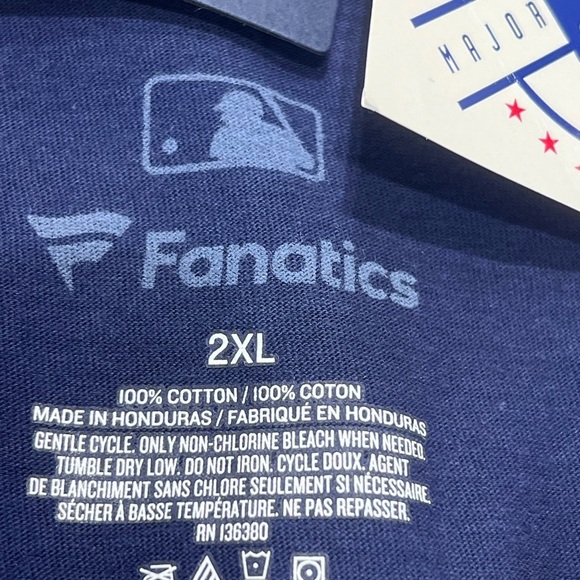 MAJOR
Fanatics
2XL
100% COTTON / 100% COTON
MADE IN HONDURAS / FABRIQUÉ EN HONDURAS
GENTLE CYCLE. ONLY NON-CHLORINE BLEACH WHEN NEEDED.
TUMBLE DRY LOW. DO NOT IRON. CYCLE DOUX. AGENT
DE BLANCHIMENT SANS CHLORE SEULEMENT SI NÉCESSAIRE.
SÉCHER À BASSE TEMPÉRATURE. NE PAS REPASSER.
RN 136380